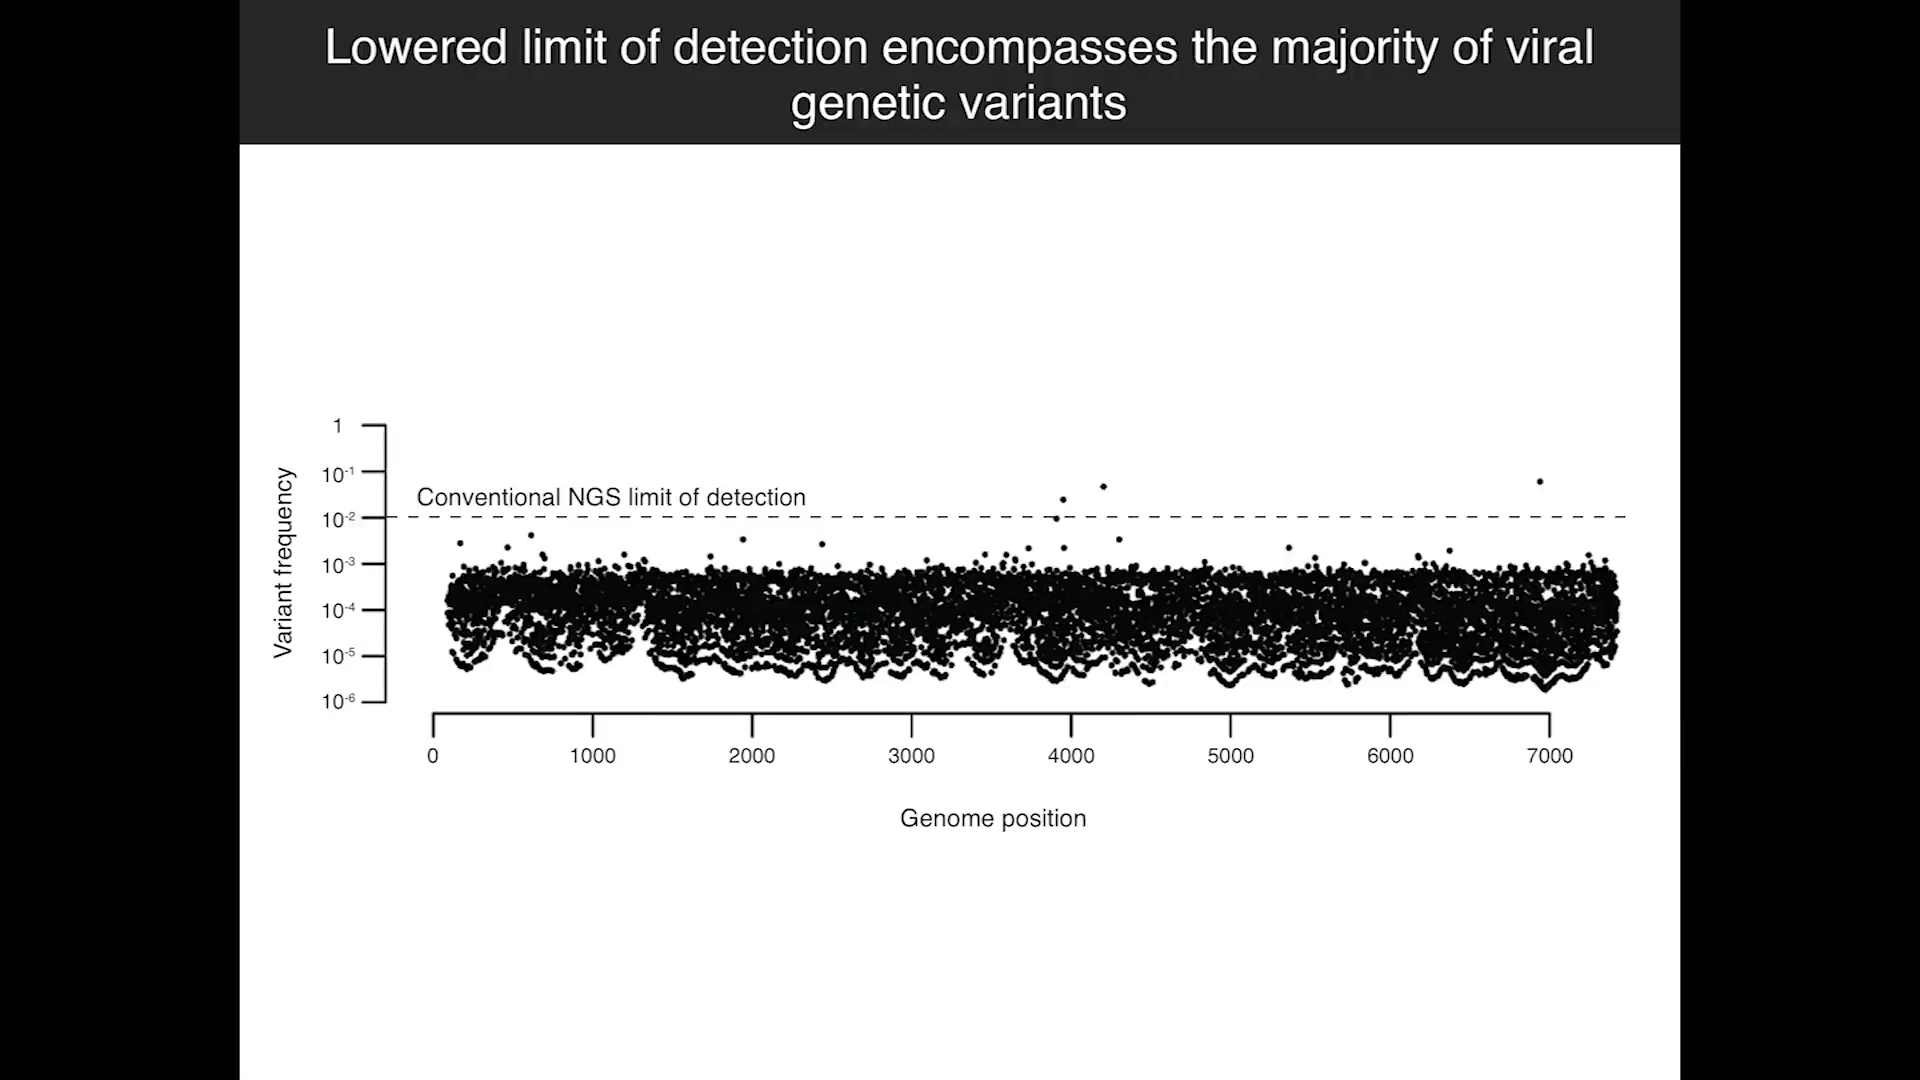 Lowered limit of detection encompasses the majority of viral
genetic variants
1
10⁻¹
Conventional NGS limit of detection
10⁻²
10⁻³
10⁻⁴
10⁻⁵
10⁻⁶
Variant frequency
0 1000 2000 3000 4000 5000 6000 7000
Genome position